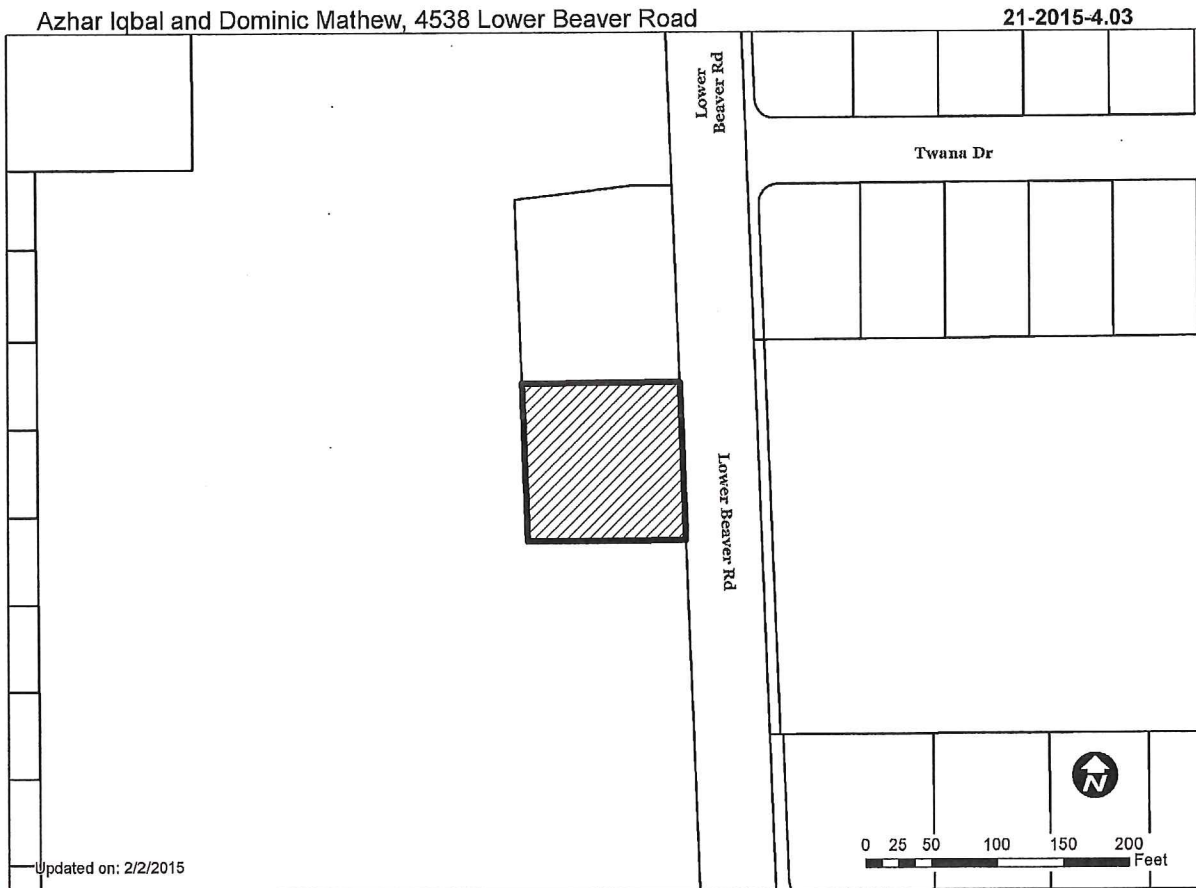 Azhar Iqbal and Dominic Mathew, 4538 Lower Beaver Road
21-2015-4.03
Lower
Beaver Rd
Twana Dr
Lower Beaver Rd
N
0 25 50 100 150 200
Feet
Updated on: 2/2/2015